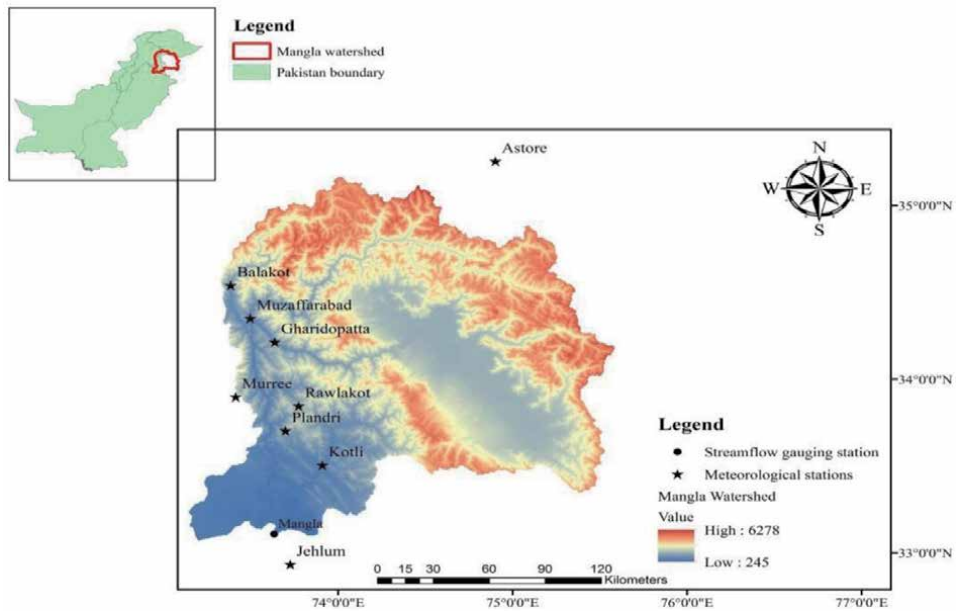 Legend
Mangla watershed
Pakistan boundary
Astore
N
W E
S
35°0'0"N
Balakot
Muzaffarabad
Gharidopatta
34°0'0"N
Murree
Rawlakot
Plandri
Kotli
Legend
Streamflow gauging station
Meteorological stations
Mangla Watershed
Value
High : 6278
Low : 245
Mangla
Jehlum
33°0'0"N
0 15 30 60 90 120
Kilometers
74°0'0"E 75°0'0"E 76°0'0"E 77°0'0"E